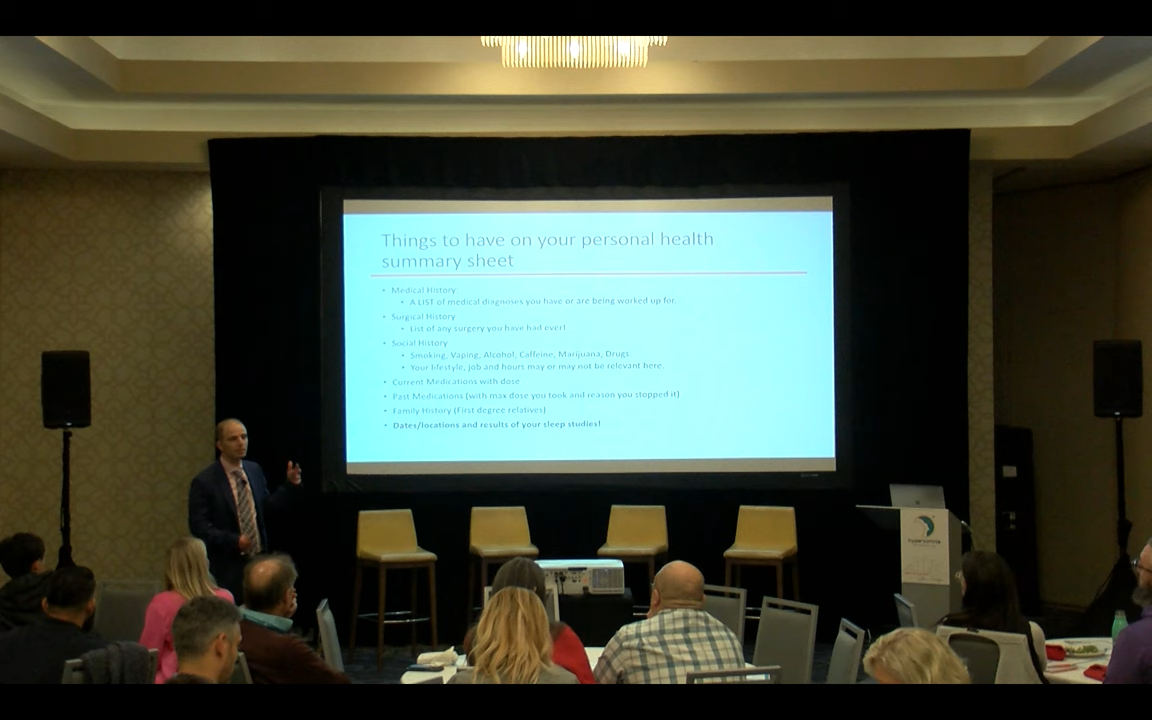 Things to have on your personal health
summary sheet
• Medical History
• A LIST of medical diagnoses you have or are being worked up for.
• Surgical History
• List of any surgery you have had ever!
• Social History
• Smoking, Vaping, Alcohol, Caffeine, Marijuana, Drugs
• Your lifestyle, job and hours may or may not be relevant here.
• Current Medications with dose
• Past Medications (with max dose you took and reason you stopped it)
• Family History (First degree relatives)
• Dates/locations and results of your sleep studies!
hypersomnia